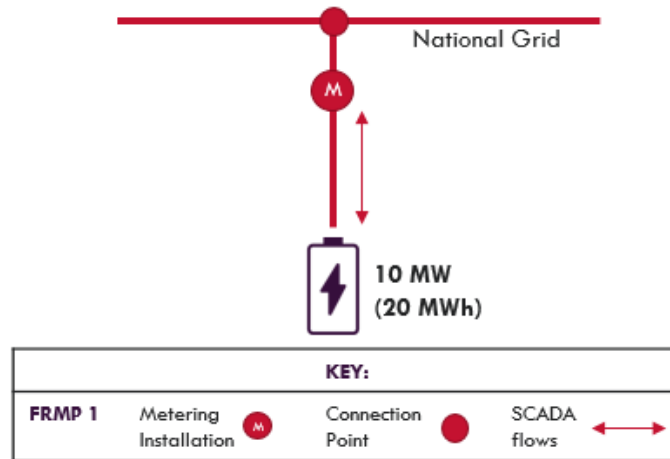 National Grid
M
10 MW
(20 MWh)
KEY:
FRMP 1 Metering Installation M Connection Point SCADA flows